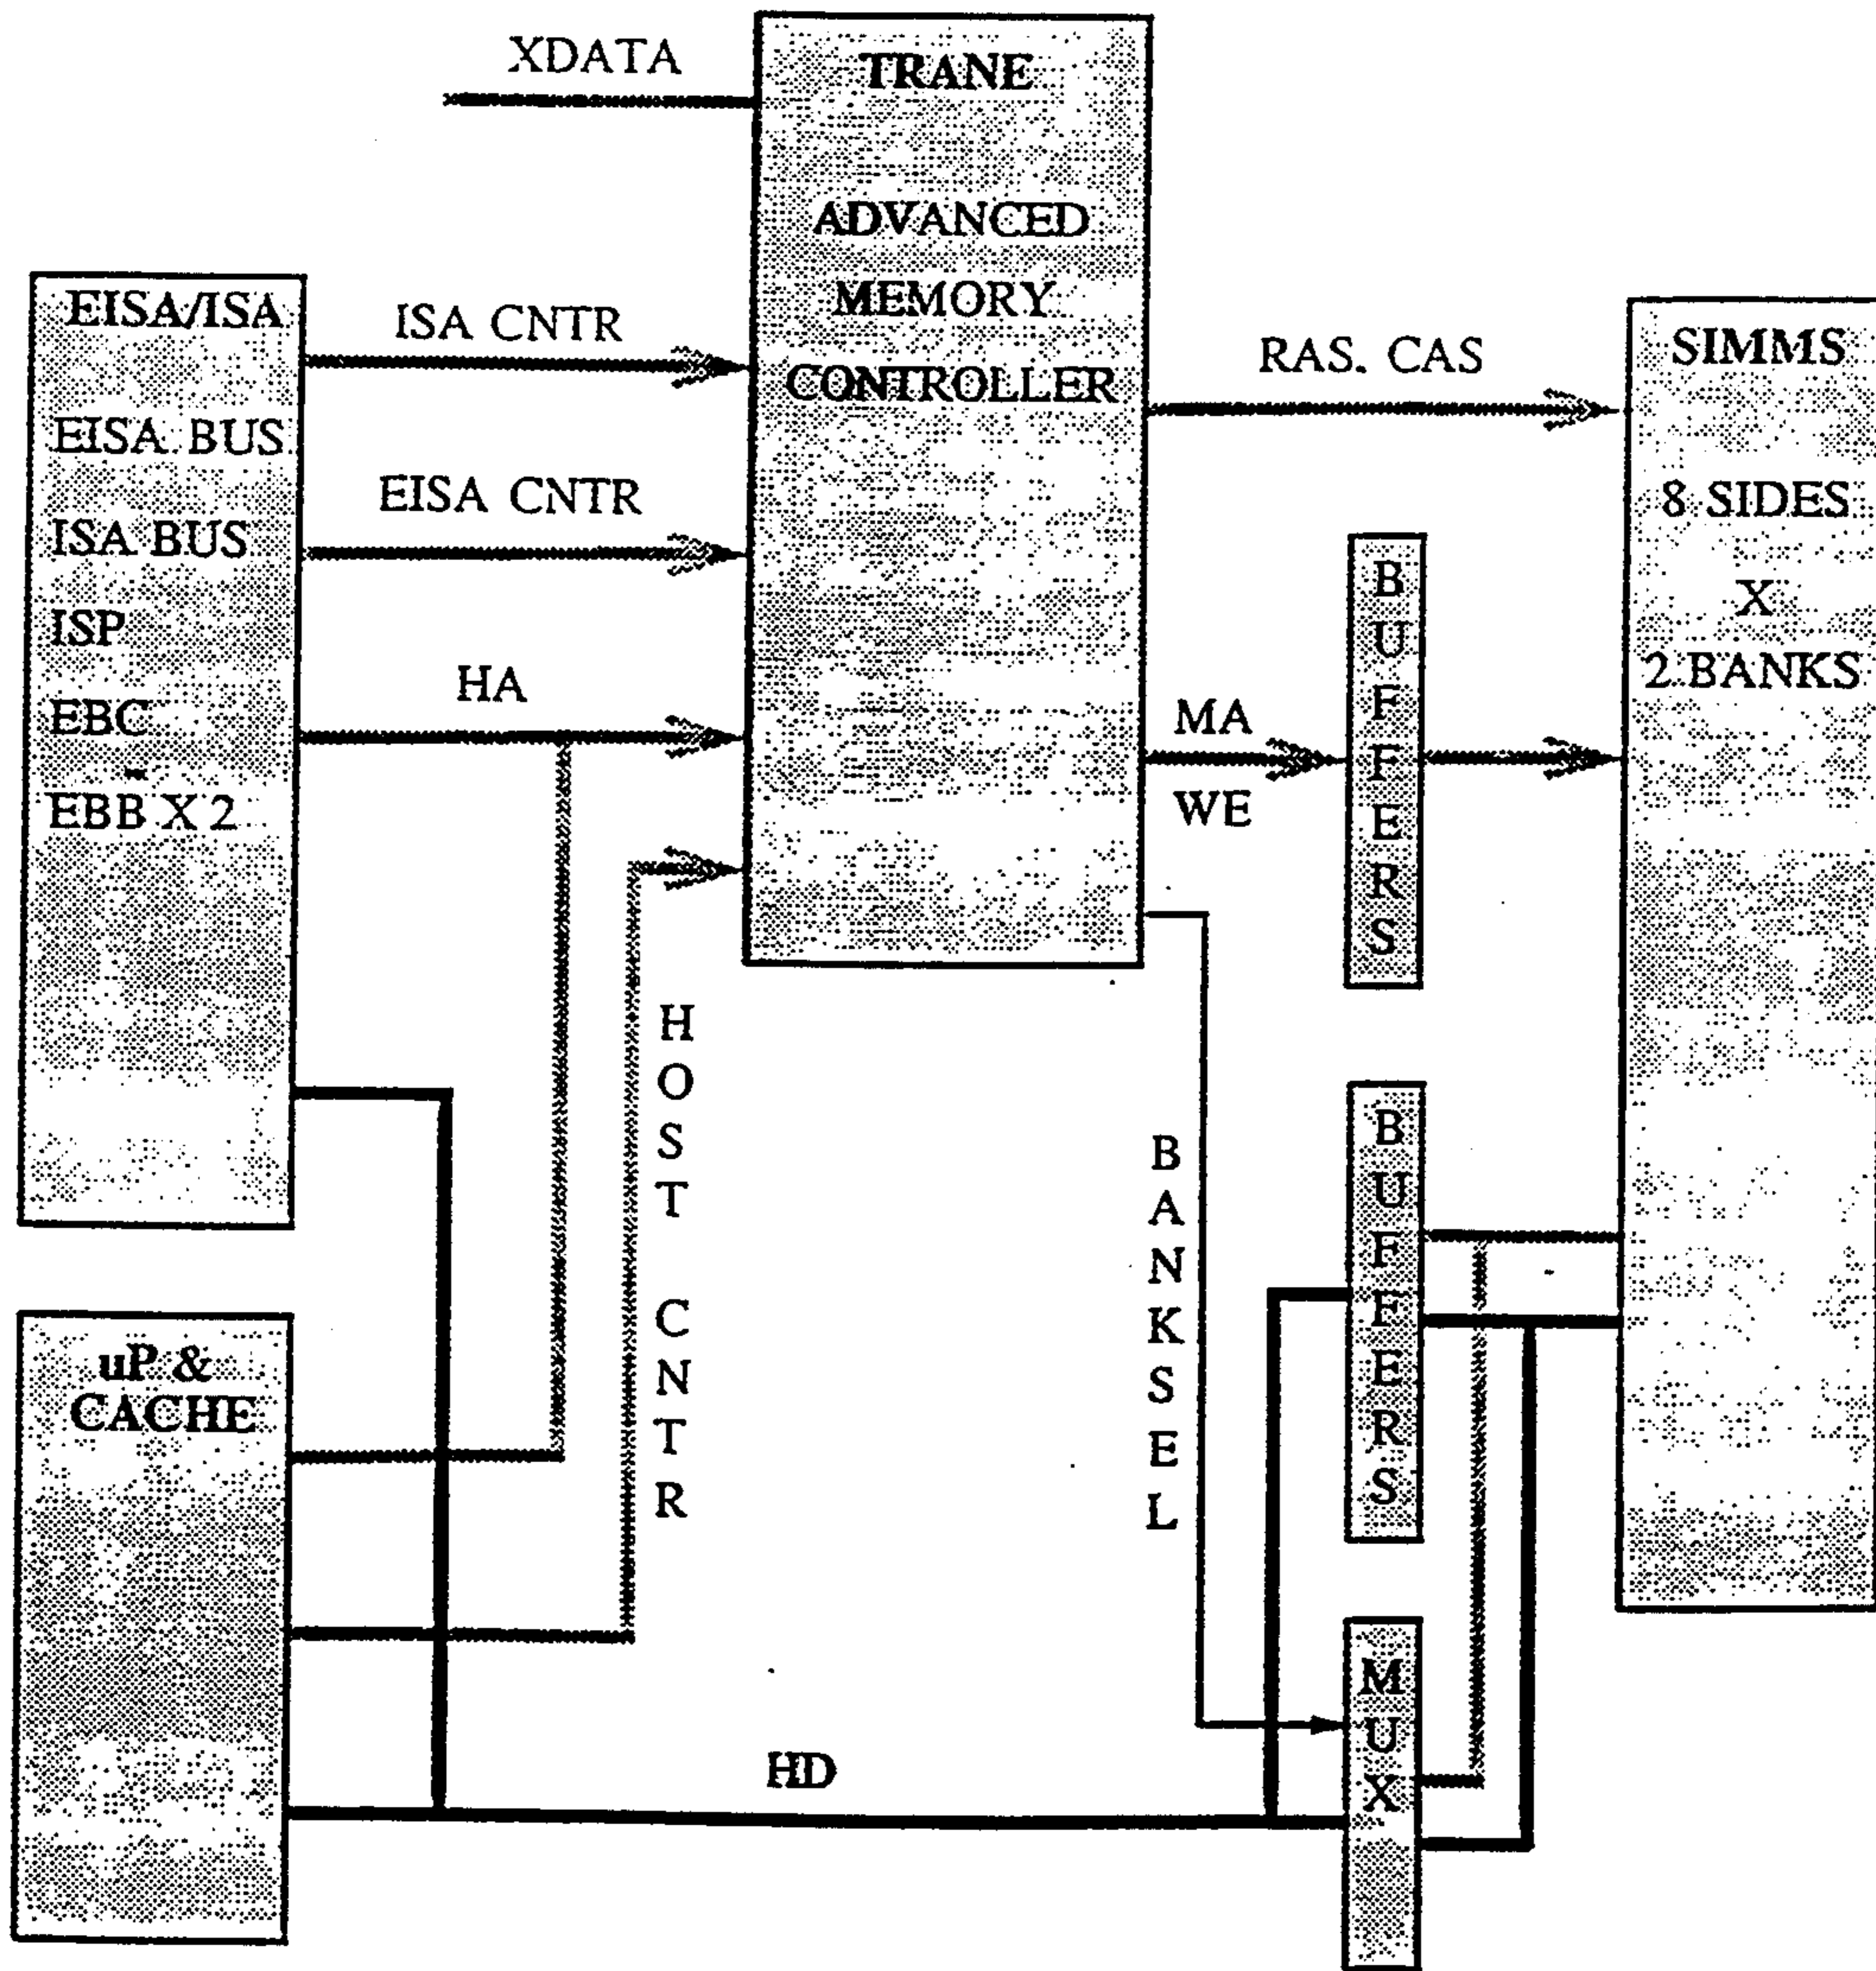 XDATA
TRANE
ADVANCED
MEMORY
CONTROLLER
EISA/ISA
EISA BUS
ISA BUS
ISP
EBC
EBB X 2
ISA CNTR
EISA CNTR
HA
HOST CNTR
RAS. CAS
MA
WE
BUFFERS
SIMMS
8 SIDES
X
2 BANKS
BANKSEL
BUFFERS
uP &
CACHE
HD
MUX